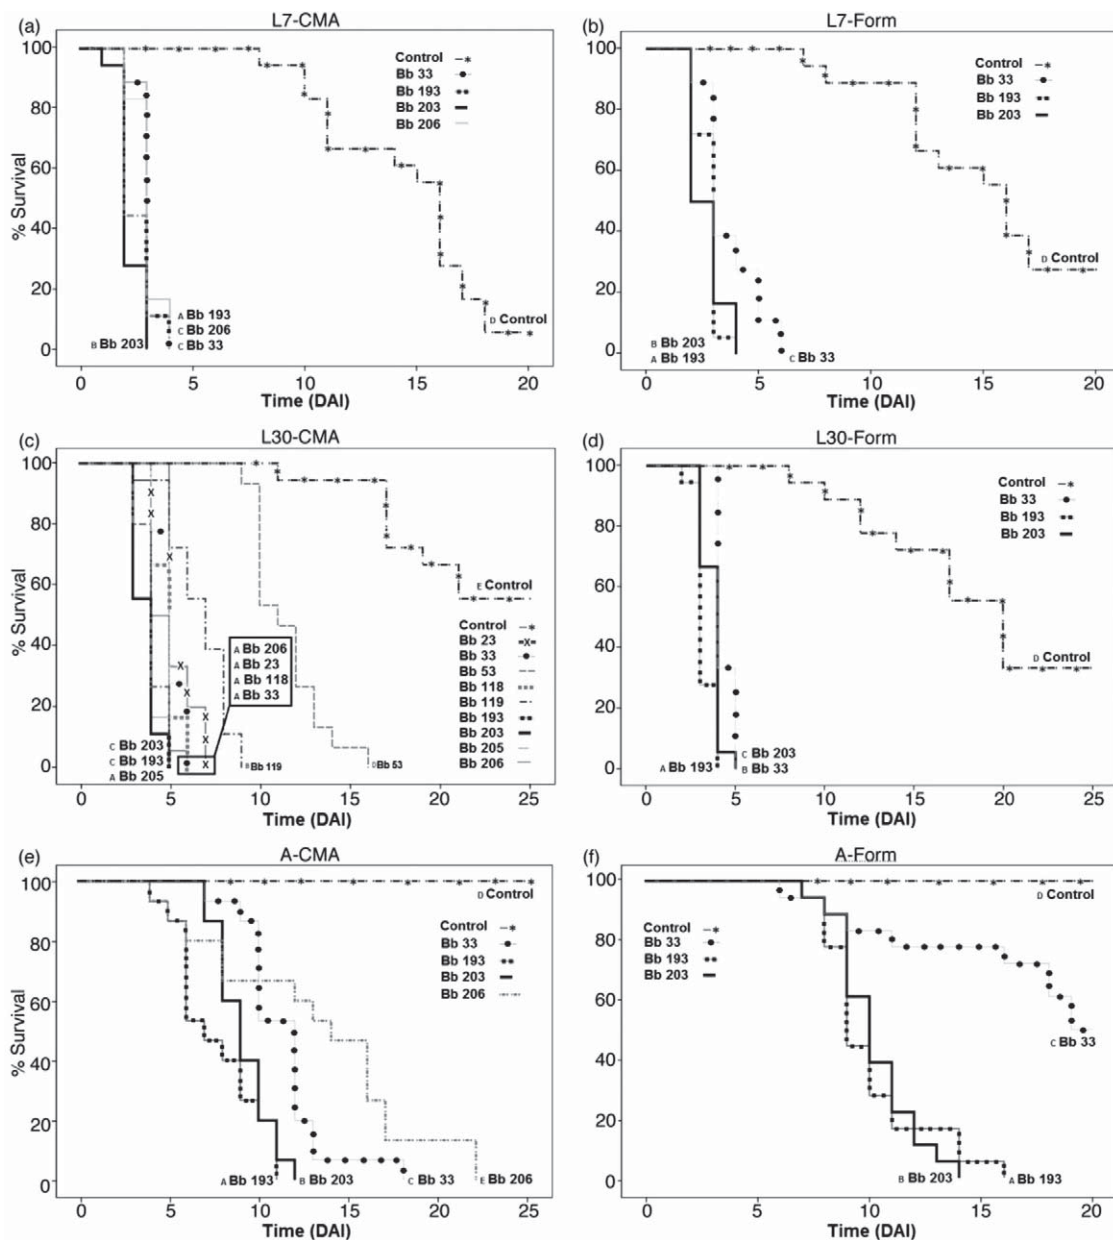 (a) L7-CMA
% Survival
100
80
60
40
20
0
Control
Bb 33
Bb 193
Bb 203
Bb 206
B Bb 203
A Bb 193
C Bb 206
C Bb 33
D Control
0 5 10 15 20
Time (DAI)
(b) L7-Form
100
80
60
40
20
0
Control
Bb 33
Bb 193
Bb 203
D Control
B Bb 203
A Bb 193
C Bb 33
0 5 10 15 20
Time (DAI)
(c) L30-CMA
% Survival
100
80
60
40
20
0
E Control
Control
Bb 23
Bb 33
Bb 53
Bb 118
Bb 119
Bb 193
Bb 203
Bb 205
Bb 206
A Bb 206
A Bb 23
A Bb 118
A Bb 33
C Bb 203
C Bb 193
A Bb 205
B Bb 119
D Bb 53
0 5 10 15 20 25
Time (DAI)
(d) L30-Form
100
80
60
40
20
0
Control
Bb 33
Bb 193
Bb 203
D Control
C Bb 203
A Bb 193
B Bb 33
0 5 10 15 20 25
Time (DAI)
(e) A-CMA
% Survival
100
80
60
40
20
0
D Control
Control
Bb 33
Bb 193
Bb 203
Bb 206
A Bb 193
B Bb 203
C Bb 33
E Bb 206
0 5 10 15 20 25
Time (DAI)
(f) A-Form
100
80
60
40
20
0
D Control
Control
Bb 33
Bb 193
Bb 203
C Bb 33
B Bb 203
A Bb 193
0 5 10 15 20
Time (DAI)